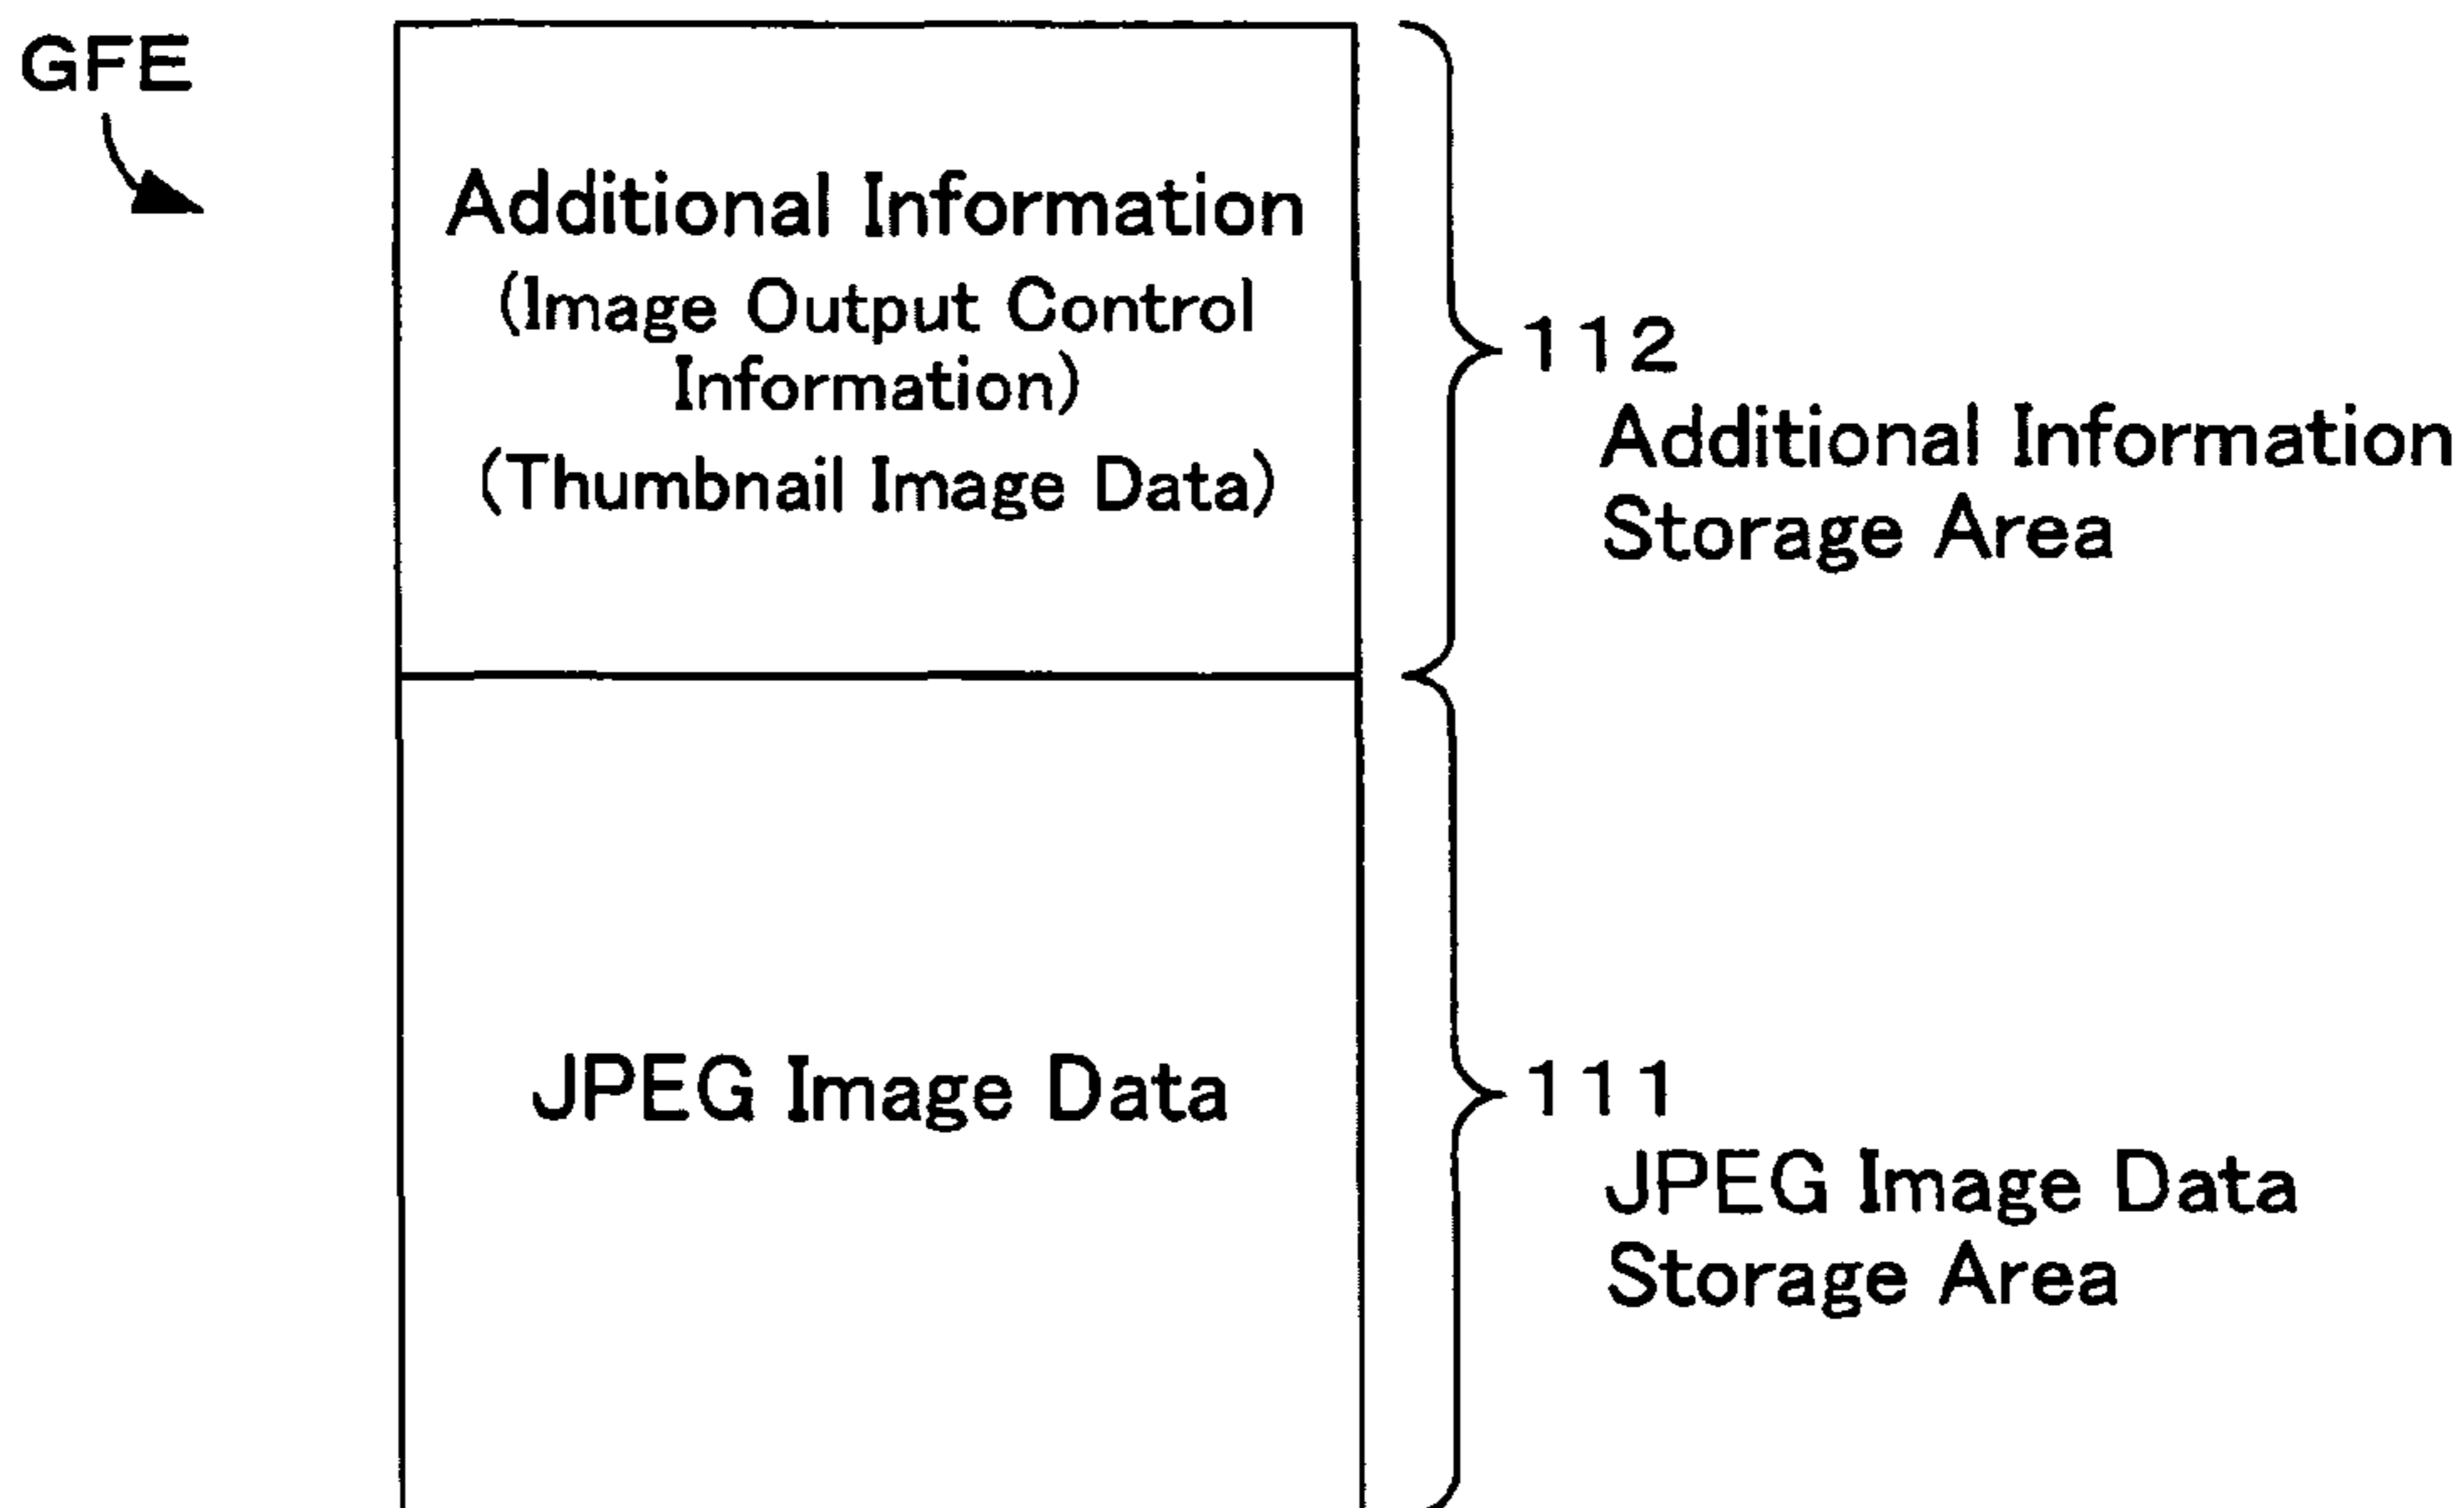 GFE
Additional Information
(Image Output Control
Information)
(Thumbnail Image Data)
112
Additional Information
Storage Area
JPEG Image Data
111
JPEG Image Data
Storage Area